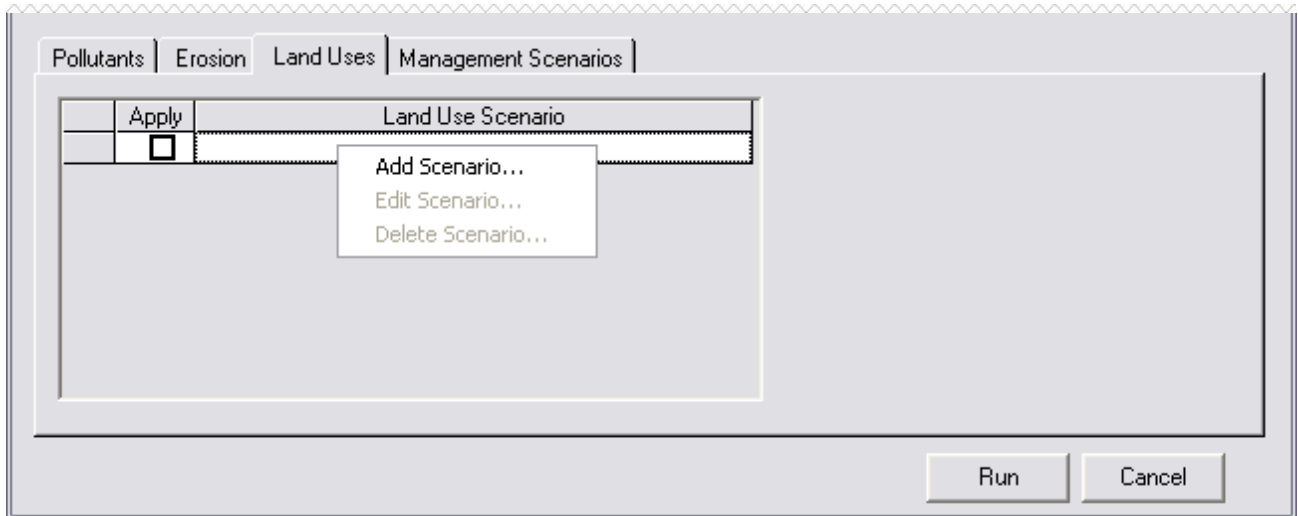 Pollutants Erosion Land Uses Management Scenarios
Apply Land Use Scenario
Add Scenario...
Edit Scenario...
Delete Scenario...
Run Cancel